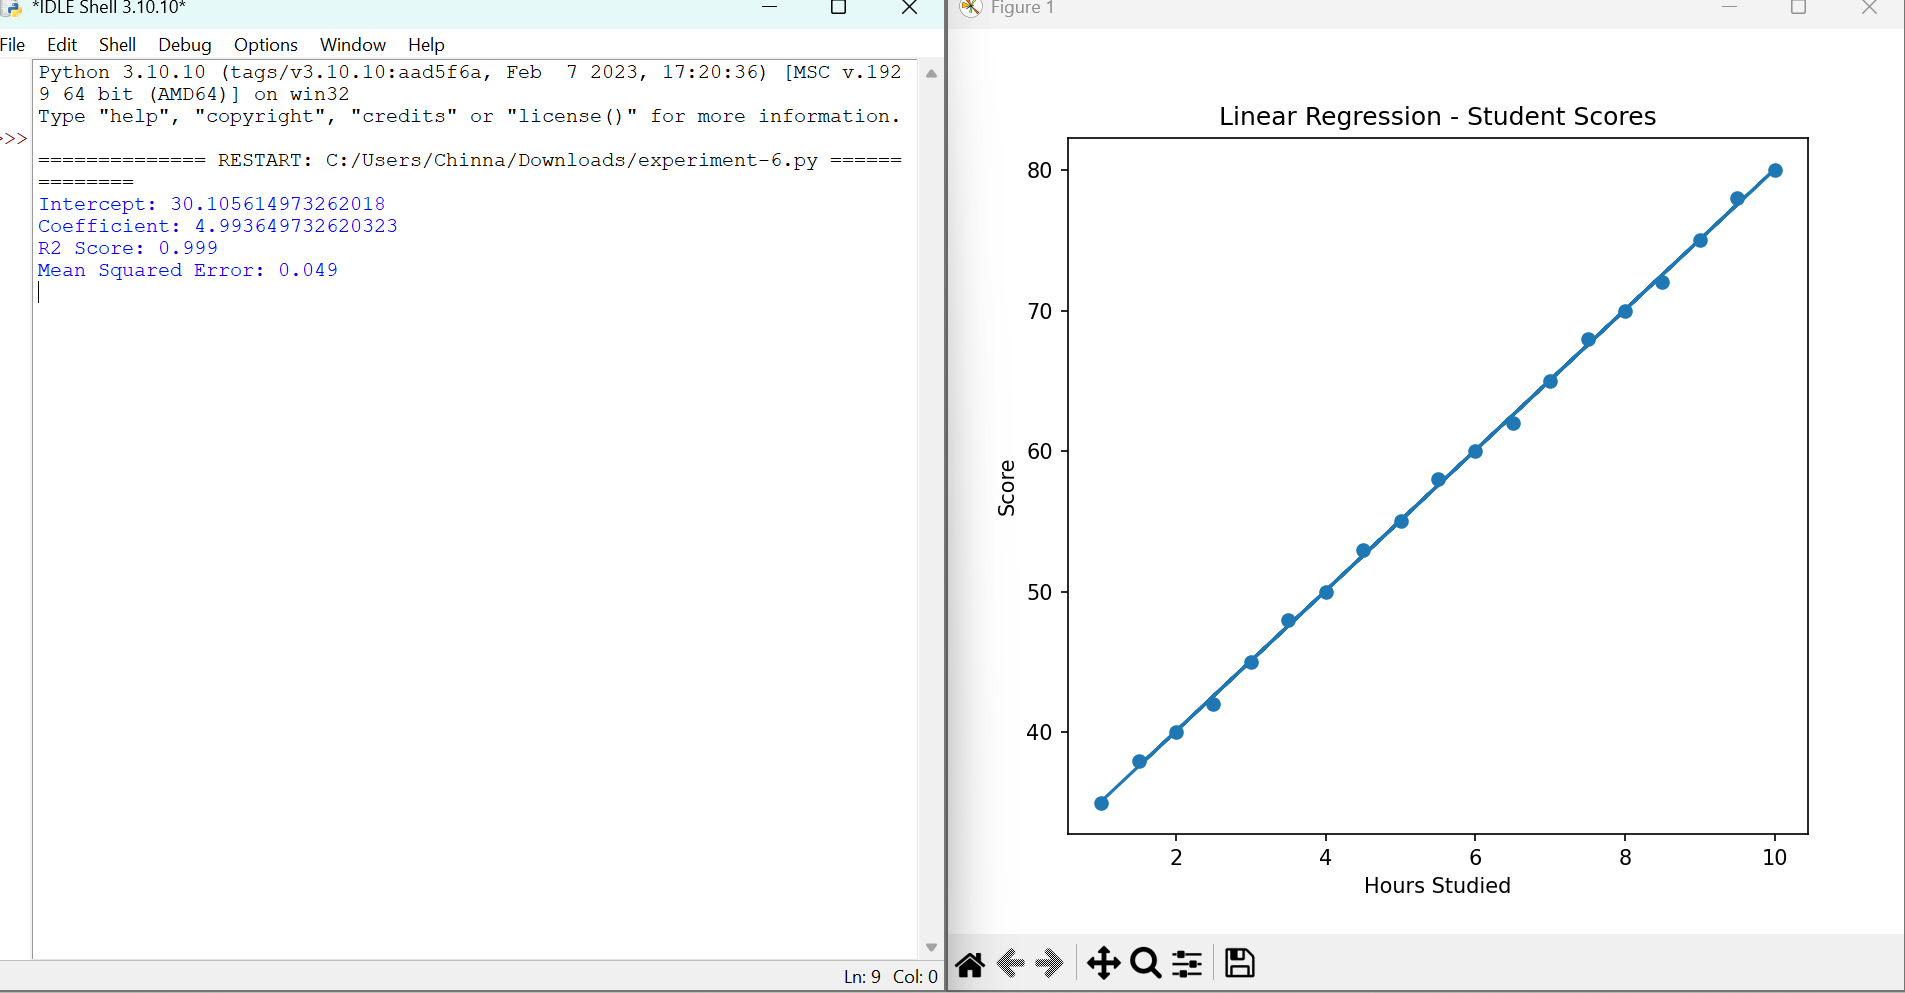 *IDLE Shell 3.10.10*
File Edit Shell Debug Options Window Help
Python 3.10.10 (tags/v3.10.10:aad5f6a, Feb  7 2023, 17:20:36) [MSC v.192
9 64 bit (AMD64)] on win32
Type "help", "copyright", "credits" or "license()" for more information.
>>>
============== RESTART: C:/Users/Chinna/Downloads/experiment-6.py ======
========
Intercept: 30.105614973262018
Coefficient: 4.993649732620323
R2 Score: 0.999
Mean Squared Error: 0.049
Ln: 9 Col: 0
Figure 1
Linear Regression - Student Scores
80
70
60
50
40
Score
2 4 6 8 10
Hours Studied